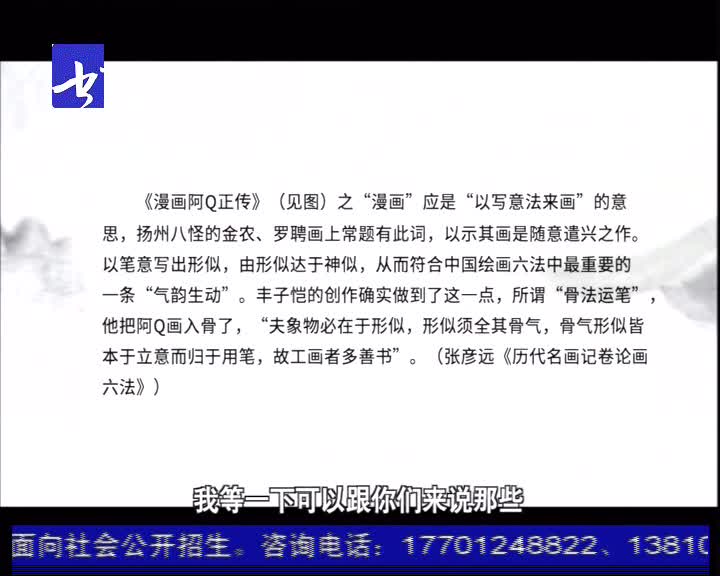 书
《漫画阿Q正传》（见图）之“漫画”应是“以写意法来画”的意
思，扬州八怪的金农、罗聘画上常题有此词，以示其画是随意遣兴之作。
以笔意写出形似，由形似达于神似，从而符合中国绘画六法中最重要的
一条“气韵生动”。丰子恺的创作确实做到了这一点，所谓“骨法运笔”，
他把阿Q画入骨了，“夫象物必在于形似，形似须全其骨气，骨气形似皆
本于立意而归于用笔，故工画者多善书”。（张彦远《历代名画记卷论画
六法》）
我等一下可以跟你们来说那些
面向社会公开招生。咨询电话：17701248822、13810